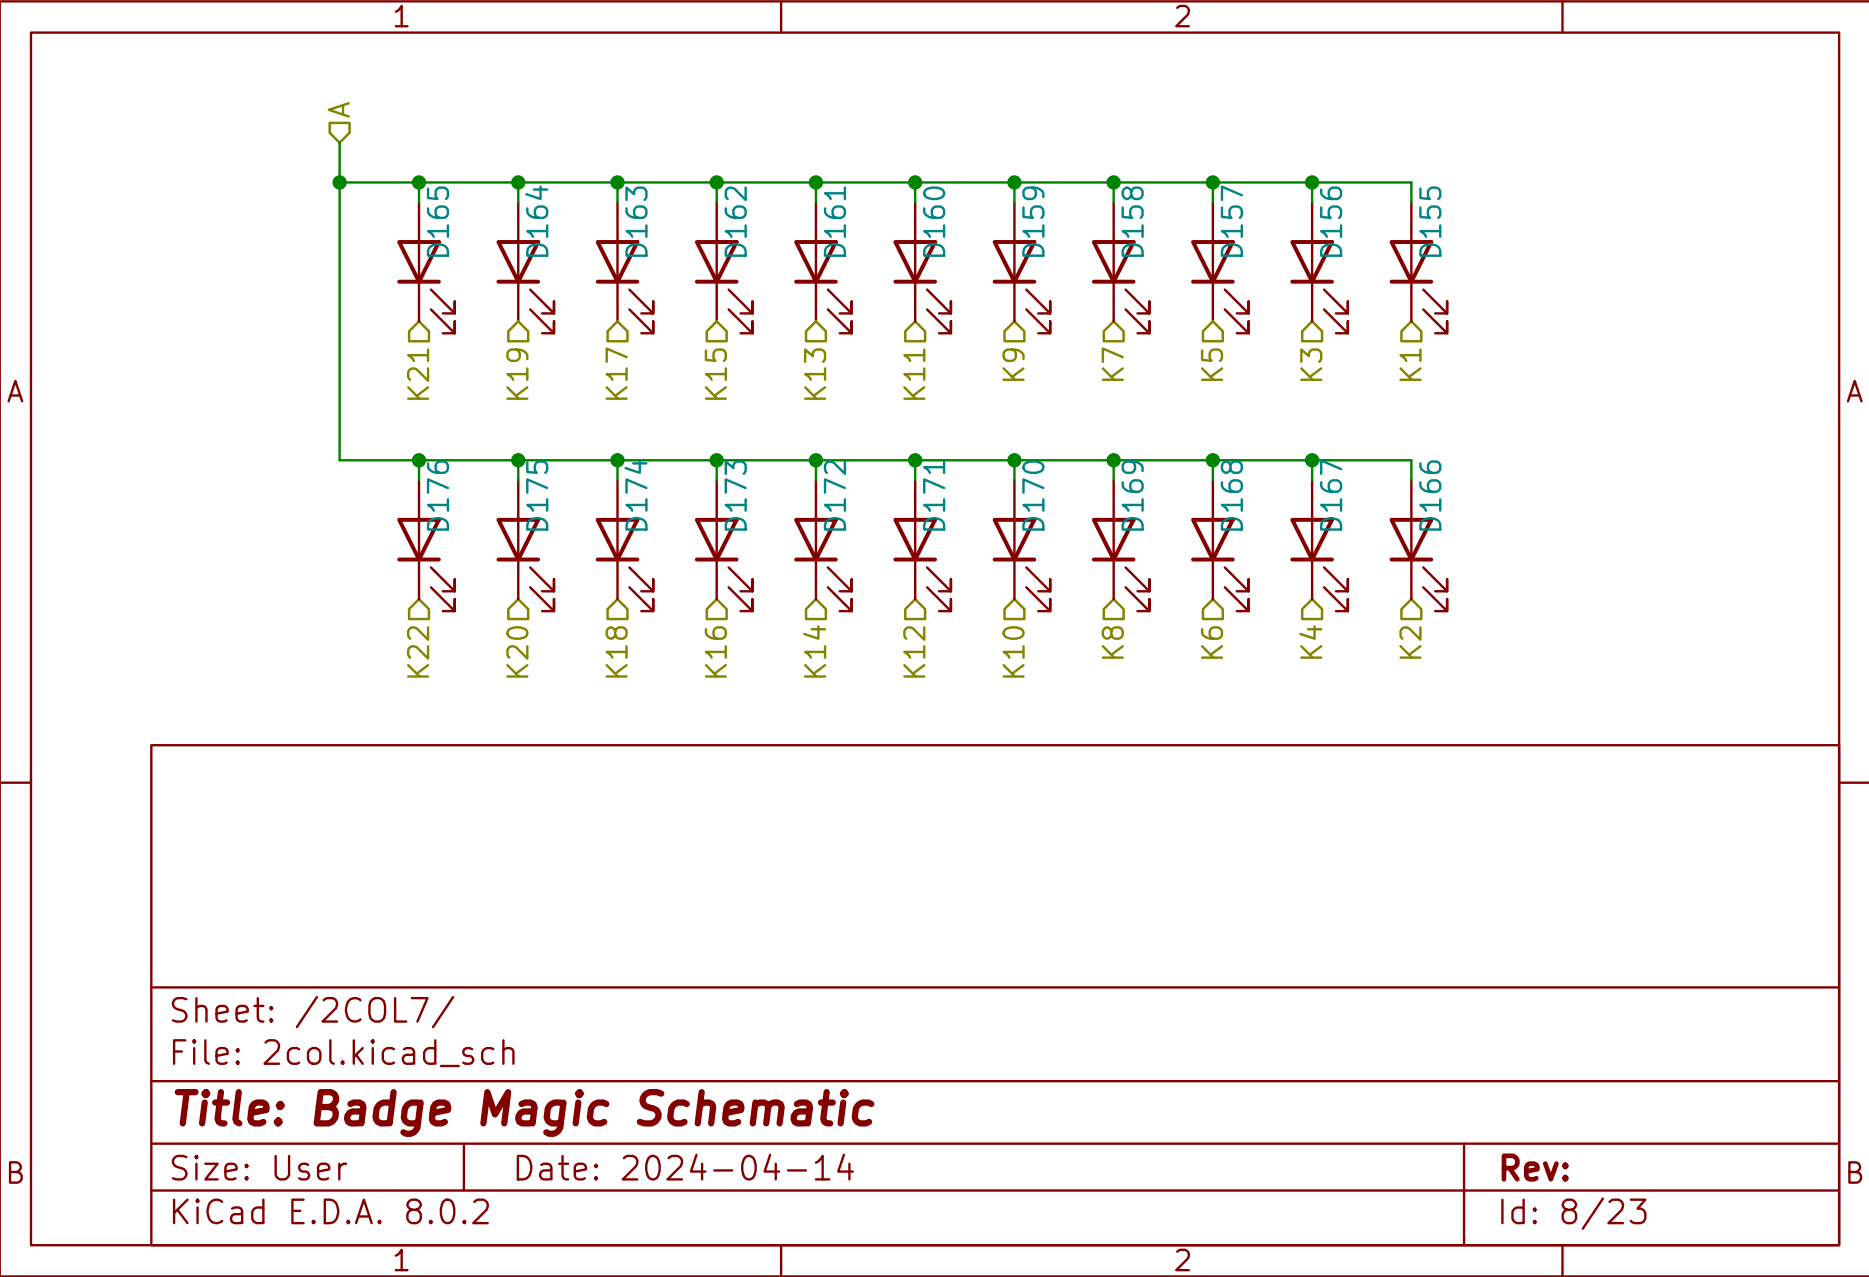 1 2
A
D165 D164 D163 D162 D161 D160 D159 D158 D157 D156 D155
K21 K19 K17 K15 K13 K11 K9 K7 K5 K3 K1
A A
D176 D175 D174 D173 D172 D171 D170 D169 D168 D167 D166
K22 K20 K18 K16 K14 K12 K10 K8 K6 K4 K2
Sheet: /2COL7/
File: 2col.kicad_sch
Title: Badge Magic Schematic
B Size: User Date: 2024-04-14 Rev: B
KiCad E.D.A. 8.0.2 Id: 8/23
1 2